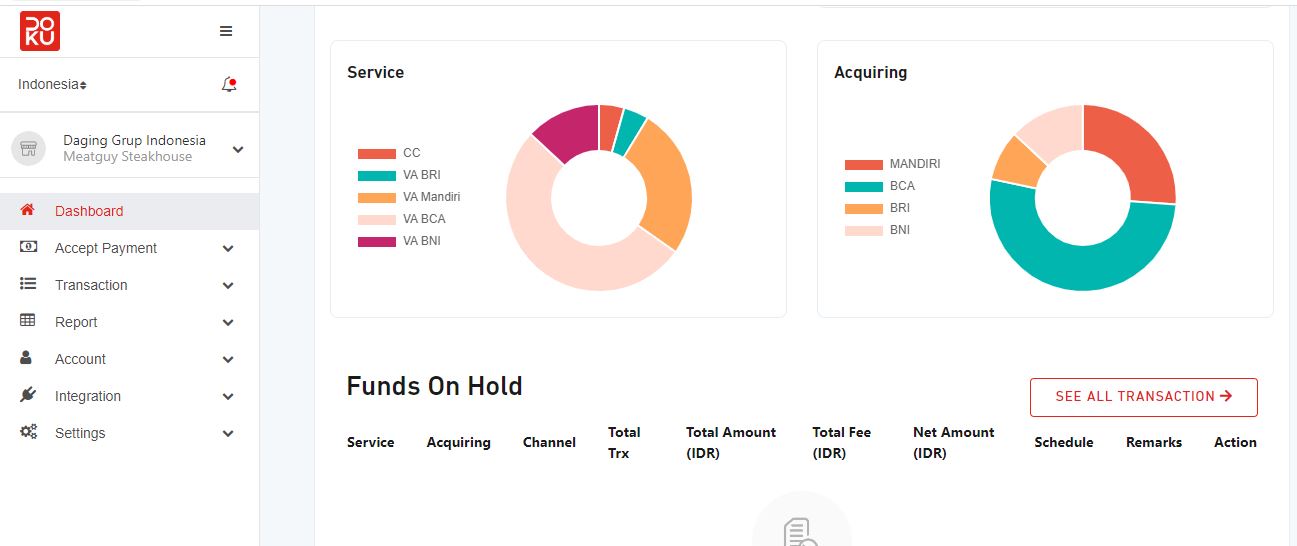 DOKU
Indonesia
Daging Grup Indonesia
Meatguy Steakhouse
Dashboard
Accept Payment
Transaction
Report
Account
Integration
Settings
Service
CC
VA BRI
VA Mandiri
VA BCA
VA BNI
Acquiring
MANDIRI
BCA
BRI
BNI
Funds On Hold
SEE ALL TRANSACTION
Service Acquiring Channel Total Trx Total Amount (IDR) Total Fee (IDR) Net Amount (IDR) Schedule Remarks Action